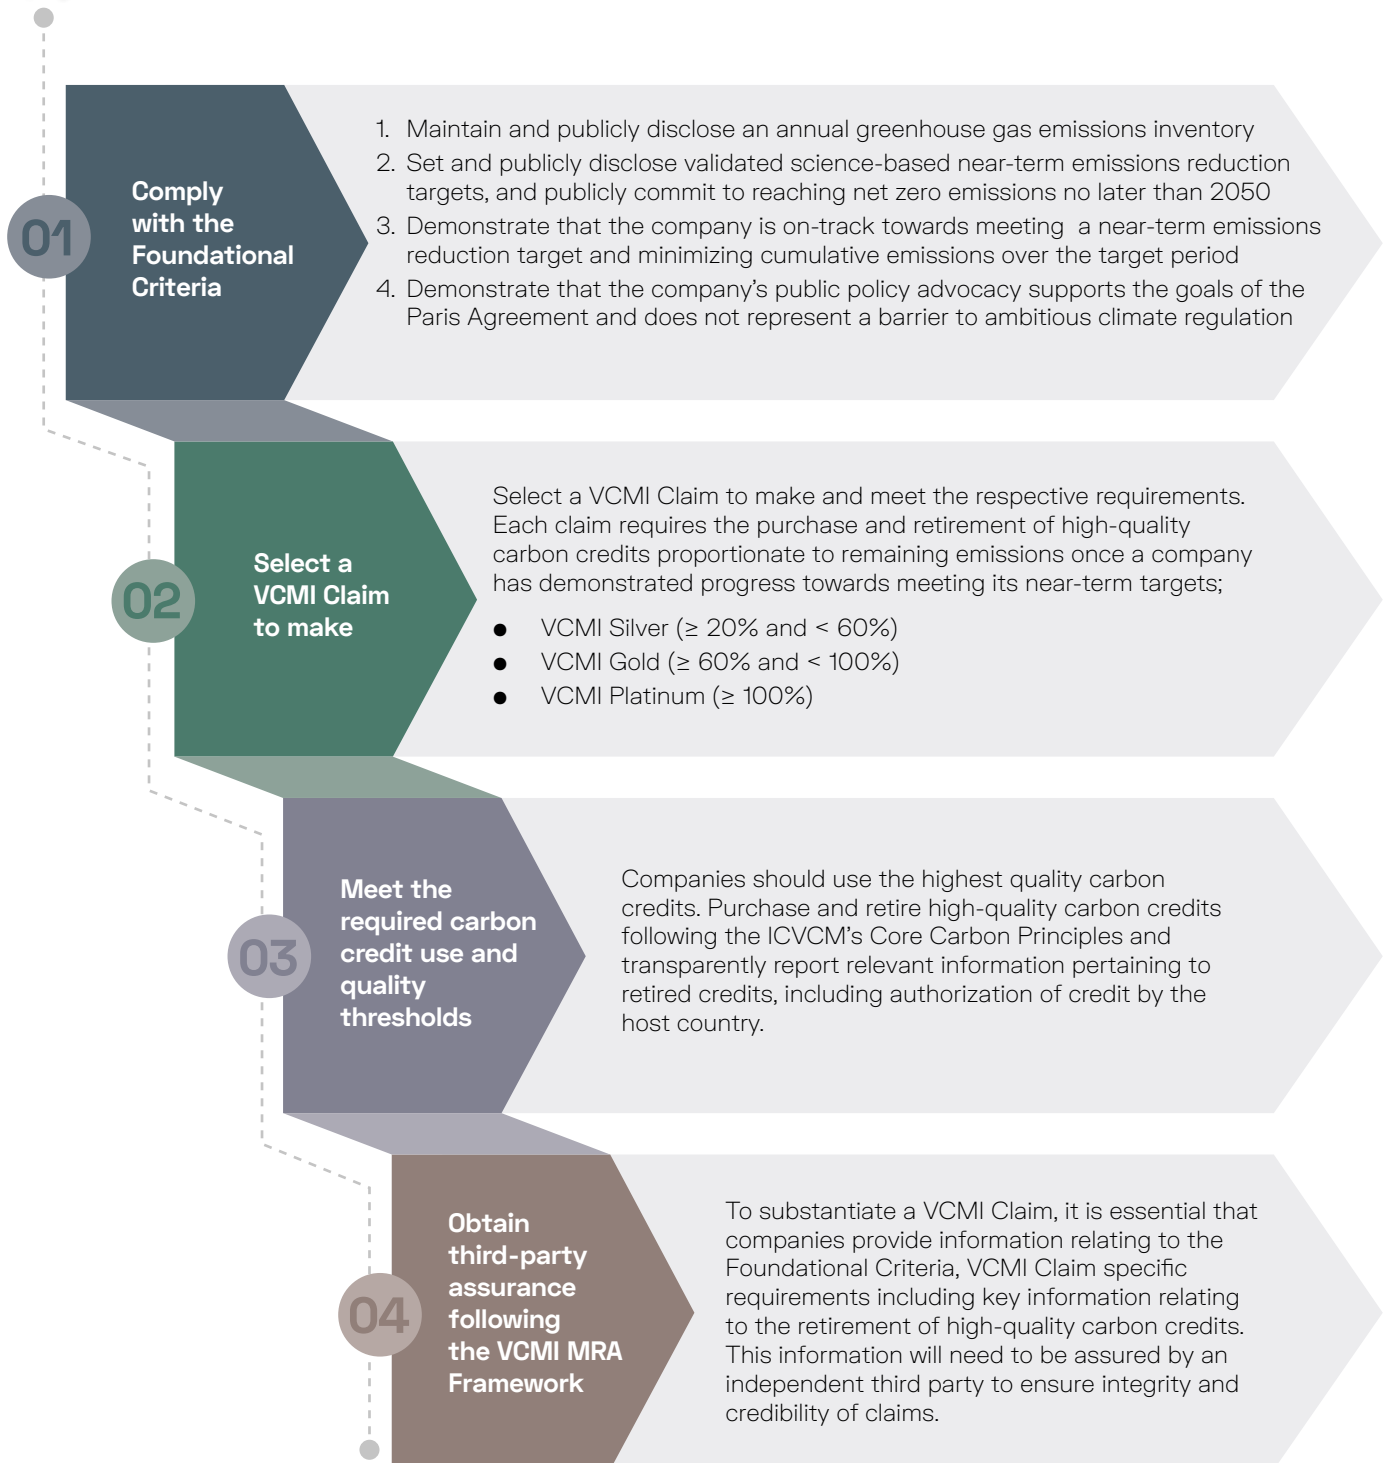 01
Comply
with the
Foundational
Criteria
1. Maintain and publicly disclose an annual greenhouse gas emissions inventory
2. Set and publicly disclose validated science-based near-term emissions reduction
targets, and publicly commit to reaching net zero emissions no later than 2050
3. Demonstrate that the company is on-track towards meeting  a near-term emissions
reduction target and minimizing cumulative emissions over the target period
4. Demonstrate that the company's public policy advocacy supports the goals of the
Paris Agreement and does not represent a barrier to ambitious climate regulation
02
Select a
VCMI Claim
to make
Select a VCMI Claim to make and meet the respective requirements.
Each claim requires the purchase and retirement of high-quality
carbon credits proportionate to remaining emissions once a company
has demonstrated progress towards meeting its near-term targets;
● VCMI Silver (≥ 20% and < 60%)
● VCMI Gold (≥ 60% and < 100%)
● VCMI Platinum (≥ 100%)
03
Meet the
required carbon
credit use and
quality
thresholds
Companies should use the highest quality carbon
credits. Purchase and retire high-quality carbon credits
following the ICVCM's Core Carbon Principles and
transparently report relevant information pertaining to
retired credits, including authorization of credit by the
host country.
04
Obtain
third-party
assurance
following
the VCMI MRA
Framework
To substantiate a VCMI Claim, it is essential that
companies provide information relating to the
Foundational Criteria, VCMI Claim specific
requirements including key information relating
to the retirement of high-quality carbon credits.
This information will need to be assured by an
independent third party to ensure integrity and
credibility of claims.